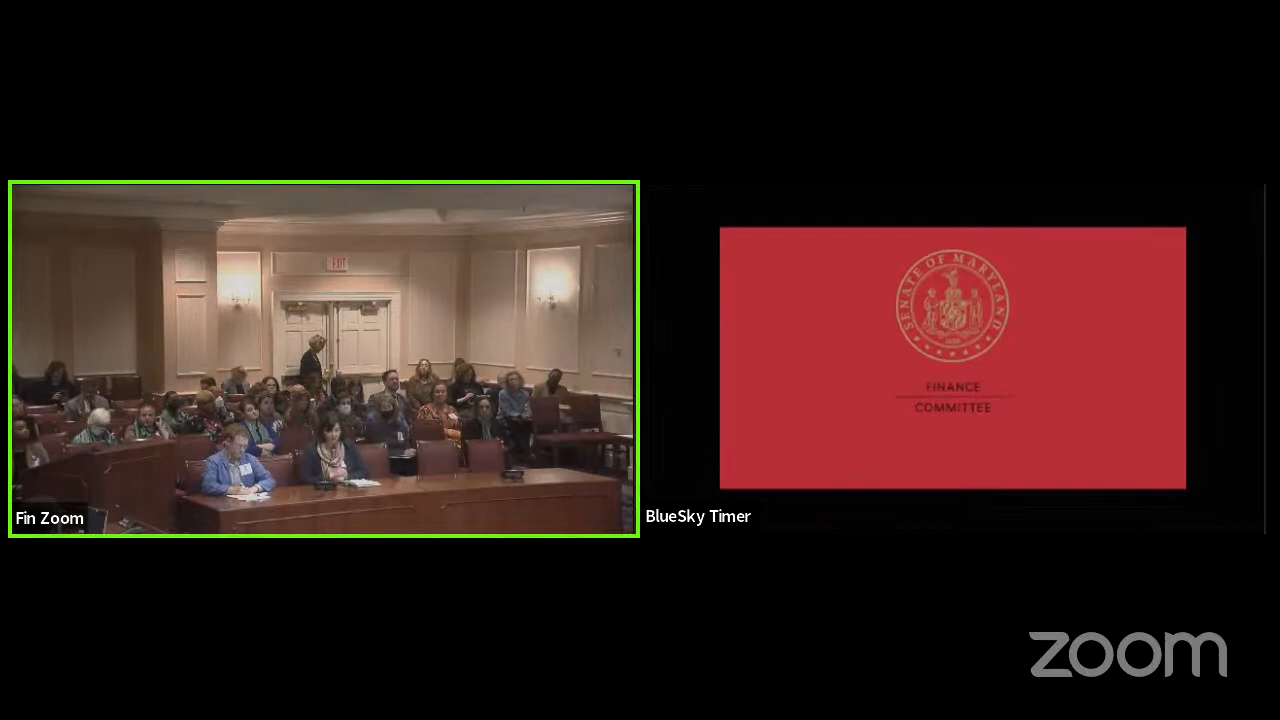 EXIT
Fin Zoom
SENATE OF MARYLAND
FINANCE
COMMITTEE
BlueSky Timer
zoom